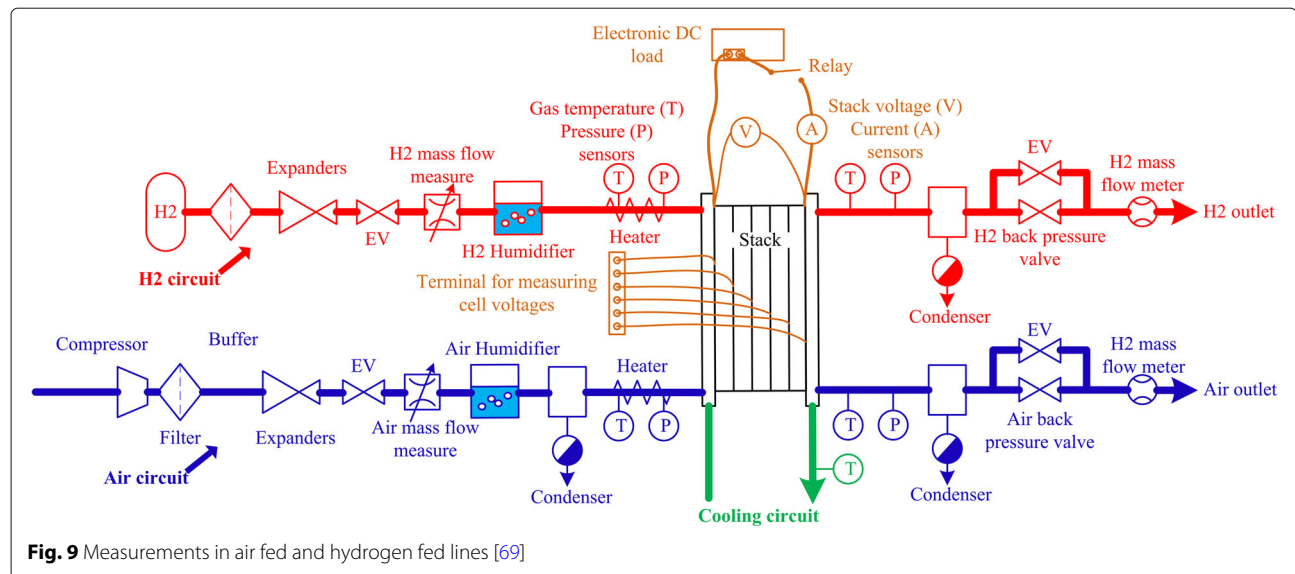 Electronic DC
load
Relay
Gas temperature (T)
Pressure (P)
sensors
Stack voltage (V)
Current (A)
sensors
V
A
H2 mass flow
measure
Expanders
EV
H2 mass
flow meter
T
P
T
P
H2
H2 outlet
EV
H2 Humidifier
Heater
Stack
H2 back pressure
valve
H2 circuit
Terminal for measuring
cell voltages
Condenser
Compressor
Buffer
EV
Air Humidifier
Heater
EV
H2 mass
flow meter
Air outlet
Filter
Expanders
Air mass flow
measure
T
P
T
P
Air back
pressure valve
Air circuit
T
Condenser
Condenser
Cooling circuit
Fig. 9 Measurements in air fed and hydrogen fed lines [69]